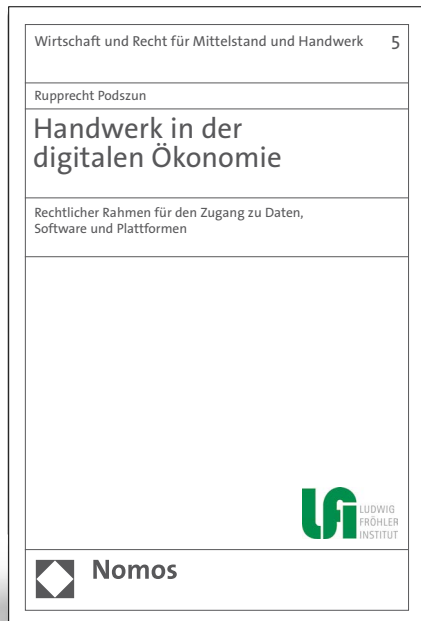 Wirtschaft und Recht für Mittelstand und Handwerk 5
Rupprecht Podszun
Handwerk in der
digitalen Ökonomie
Rechtlicher Rahmen für den Zugang zu Daten,
Software und Plattformen
LFI
LUDWIG
FRÖHLER
INSTITUT
Nomos